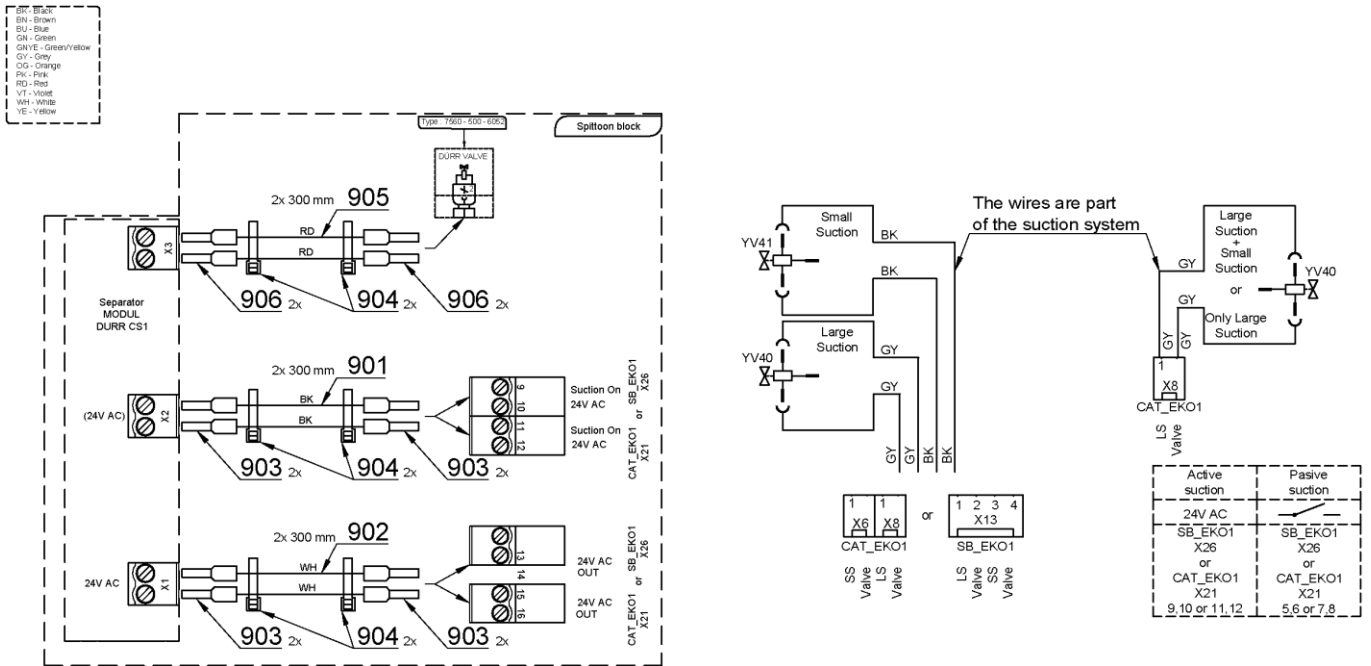 BK - Black
BN - Brown
BU - Blue
GN - Green
GNYE - Green/Yellow
GY - Grey
OG - Orange
PK - Pink
RD - Red
VT - Violet
WH - White
YE - Yellow
Type : 7560 - 500 - 6052
Spittoon block
DÜRR VALVE
2x 300 mm 905
RD
RD
X3
906 2x
904 2x
906 2x
Separator
MODUL
DURR CS1
2x 300 mm 901
BK
BK
(24V AC)
X2
903 2x
904 2x
903 2x
9
10
11
12
Suction On
24V AC
Suction On
24V AC
CAT_EKO1 or SB_EKO1
X21 X26
2x 300 mm 902
WH
WH
24V AC
X1
903 2x
904 2x
903 2x
13
14
15
16
24V AC
OUT
24V AC
OUT
CAT_EKO1 or SB_EKO1
X21 X26
The wires are part
of the suction system
Small
Suction
YV41
BK
BK
Large
Suction
YV40
GY
GY
GY
GY
BK
BK
1 1
X6 X8
CAT_EKO1
SS
Valve
LS
Valve
or
1 2 3 4
X13
SB_EKO1
LS
Valve
SS
Valve
Large
Suction
+
Small
Suction
or
Only Large
Suction
YV40
GY
GY
GY
GY
1
X8
CAT_EKO1
LS
Valve
Active
suction
Pasive
suction
24V AC
SB_EKO1
X26
or
CAT_EKO1
X21
9,10 or 11,12
SB_EKO1
X26
or
CAT_EKO1
X21
5,6 or 7,8